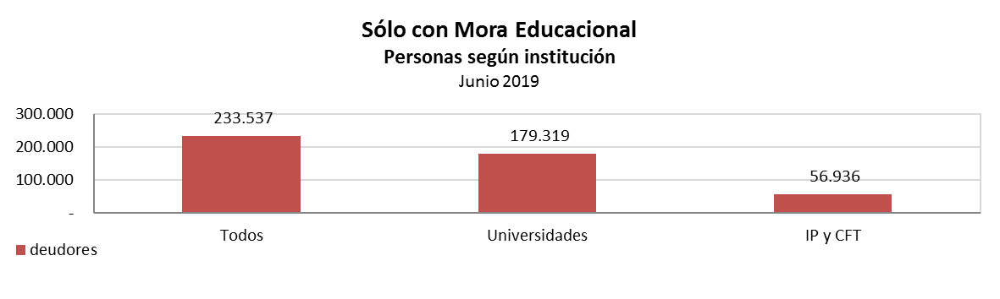 Sólo con Mora Educacional
Personas según institución
Junio 2019
300.000
200.000
100.000
-
233.537
179.319
56.936
Todos
Universidades
IP y CFT
deudores